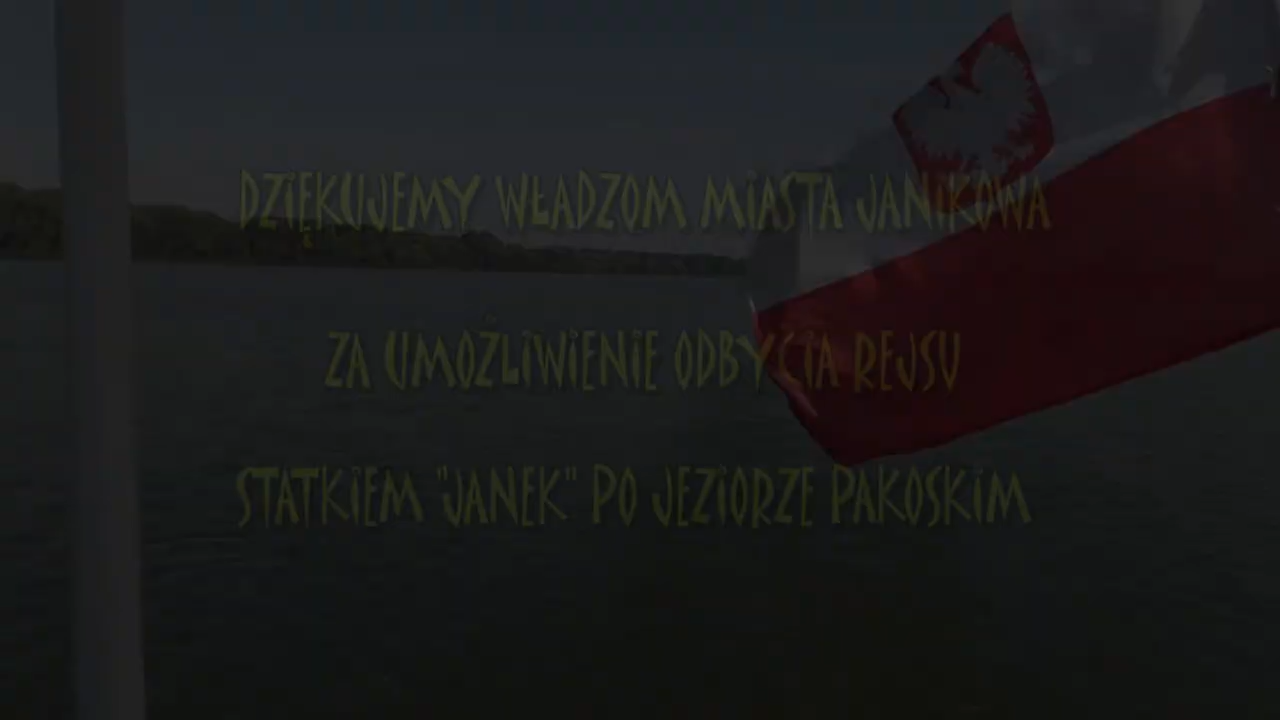 DZIĘKUJEMY WŁADZOM MIASTA JANIKOWA
ZA UMOŻLIWIENIE ODBYCIA REJSU
STATKIEM "JANEK" PO JEZIORZE PAKOSKIM